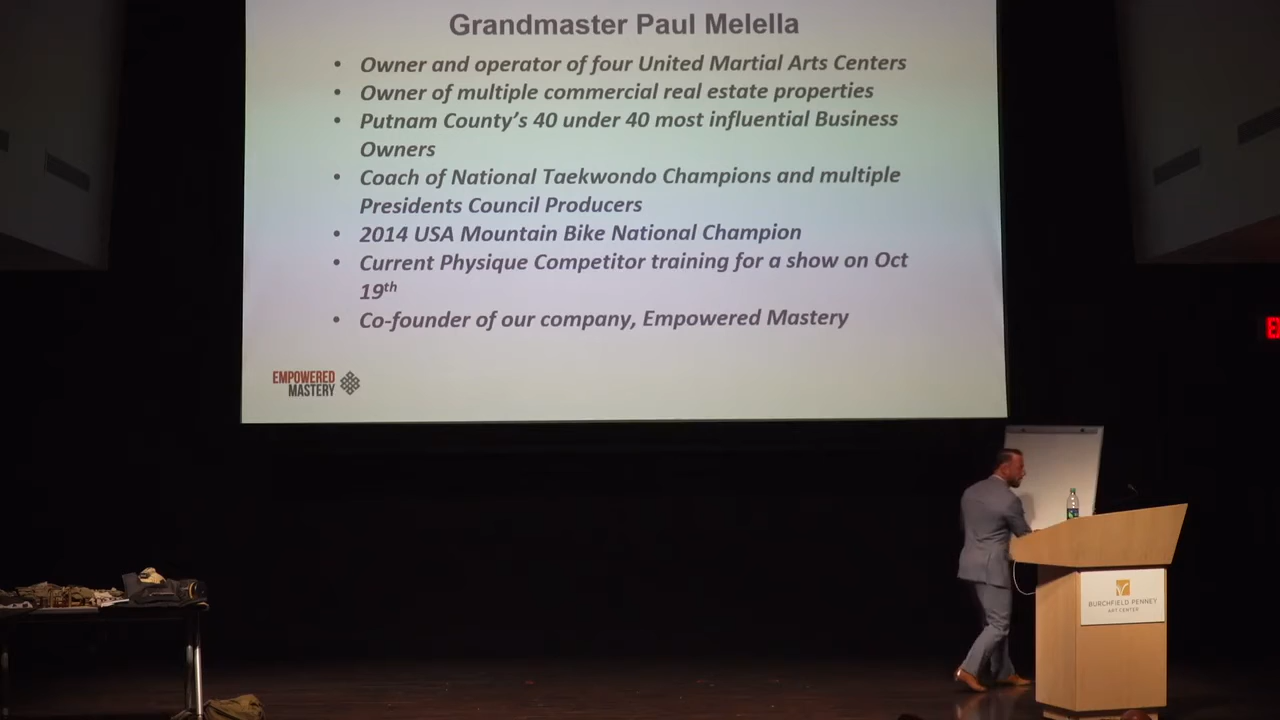 Grandmaster Paul Melella
• Owner and operator of four United Martial Arts Centers
• Owner of multiple commercial real estate properties
• Putnam County's 40 under 40 most influential Business
Owners
• Coach of National Taekwondo Champions and multiple
Presidents Council Producers
• 2014 USA Mountain Bike National Champion
• Current Physique Competitor training for a show on Oct
19th
• Co-founder of our company, Empowered Mastery
EMPOWERED
MASTERY
BURCHFIELD PENNEY
ART CENTER